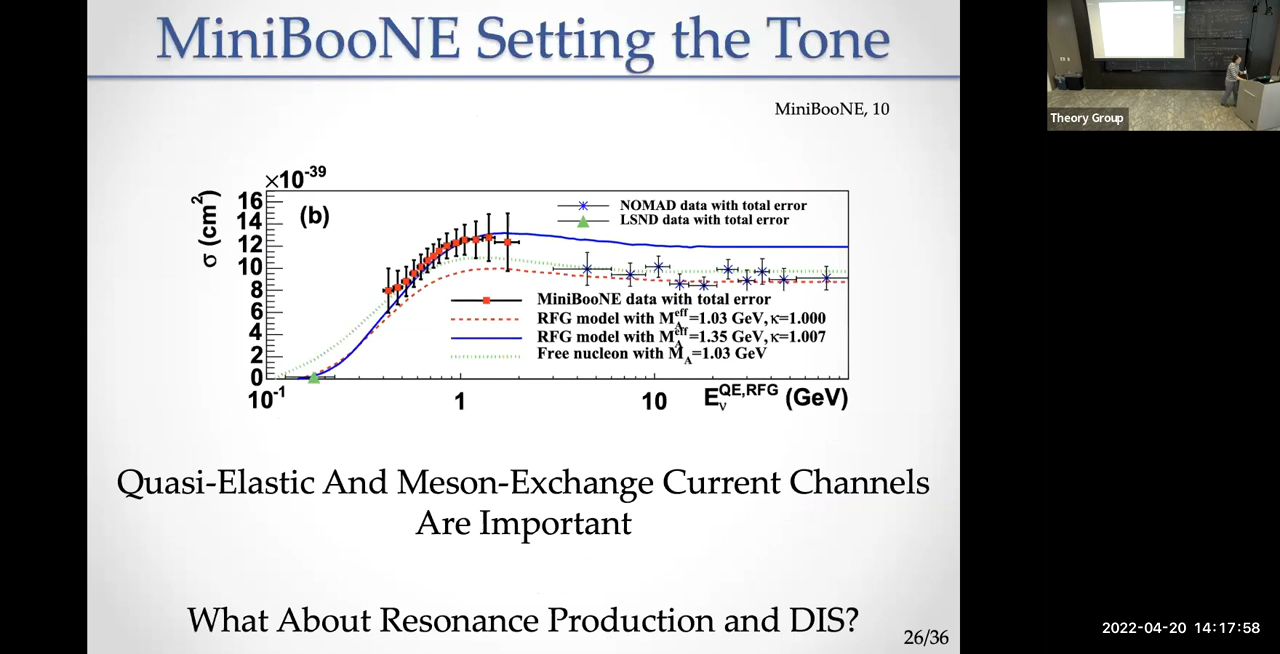 MiniBooNE Setting the Tone
MiniBooNE, 10
Theory Group
×10⁻³⁹
σ (cm²)
16
14
12
10
8
6
4
2
0
(b)
NOMAD data with total error
LSND data with total error
MiniBooNE data with total error
RFG model with M_A^eff=1.03 GeV,κ=1.000
RFG model with M_A^eff=1.35 GeV,κ=1.007
Free nucleon with M_A=1.03 GeV
10⁻¹
1
10
E_ν^QE,RFG (GeV)
Quasi-Elastic And Meson-Exchange Current Channels
Are Important
What About Resonance Production and DIS?
26/36
2022-04-20 14:17:58